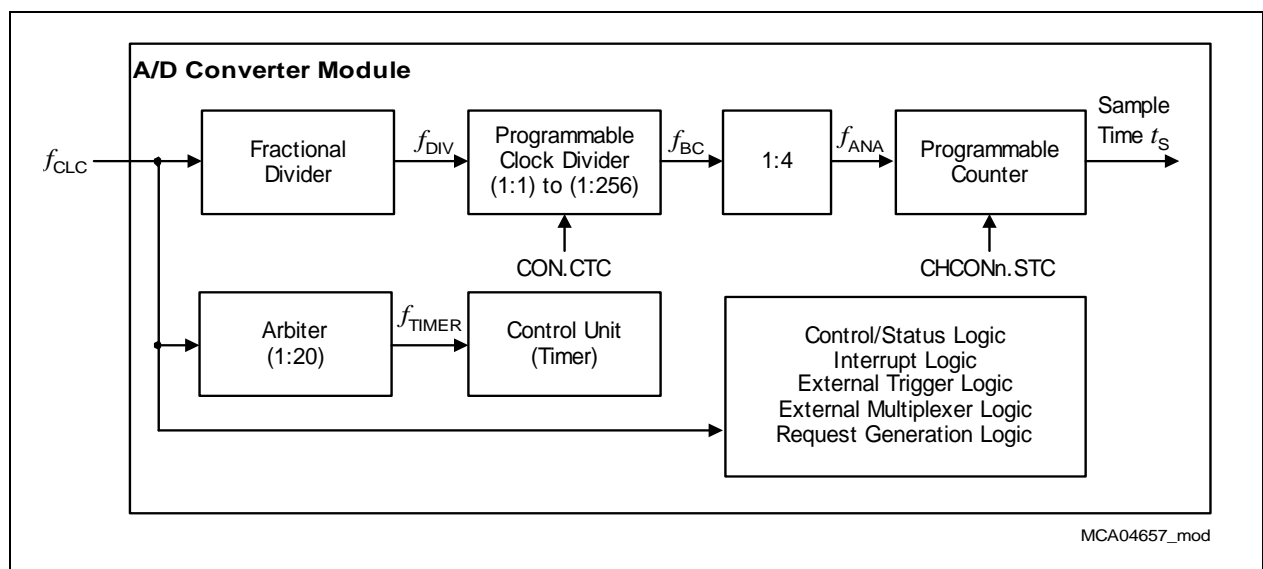 A/D Converter Module
fCLC
Fractional
Divider
fDIV
Programmable
Clock Divider
(1:1) to (1:256)
fBC
1:4
fANA
Programmable
Counter
Sample
Time tS
CON.CTC
CHCONn.STC
Arbiter
(1:20)
fTIMER
Control Unit
(Timer)
Control/Status Logic
Interrupt Logic
External Trigger Logic
External Multiplexer Logic
Request Generation Logic
MCA04657_mod